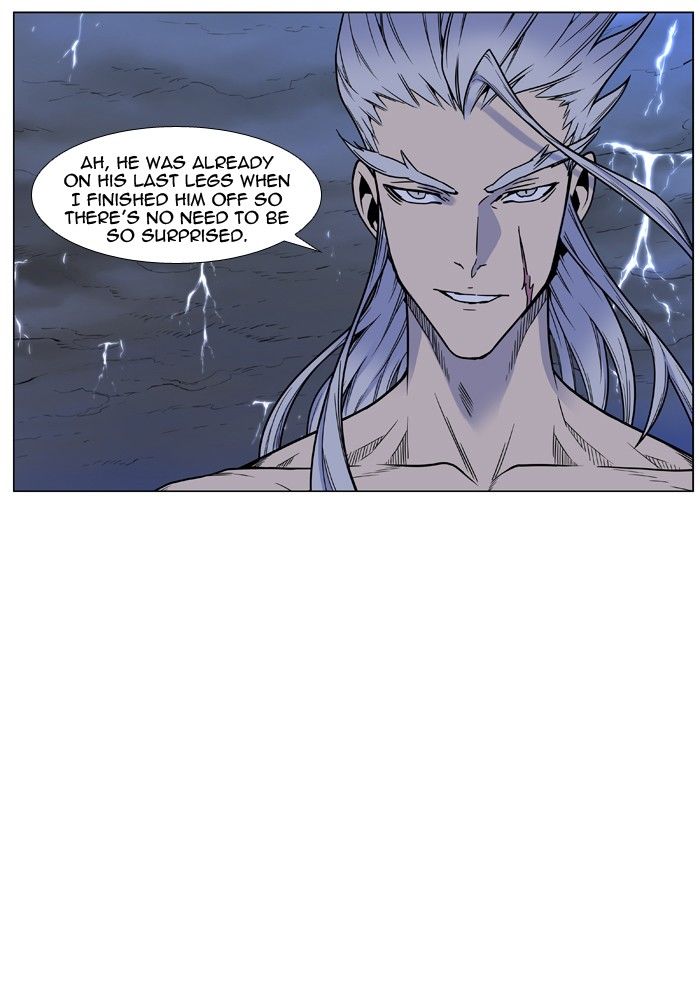 AH, HE WAS ALREADY
ON HIS LAST LEGS WHEN
I FINISHED HIM OFF SO
THERE'S NO NEED TO BE
SO SURPRISED.